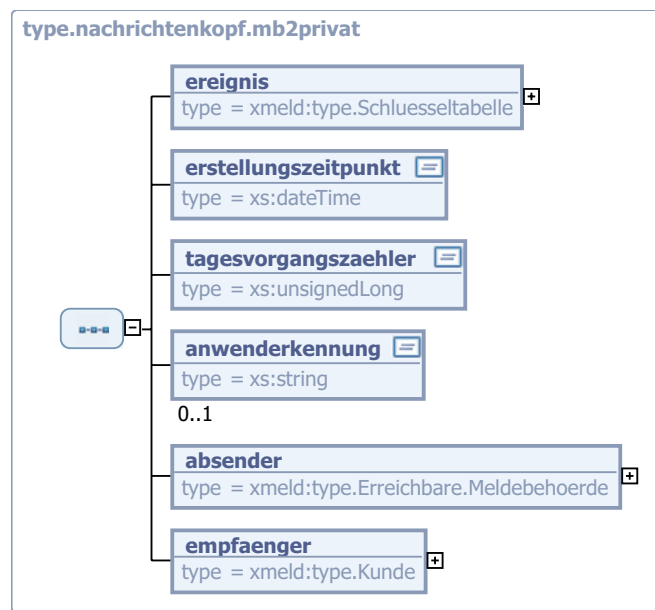 type.nachrichtenkopf.mb2privat
ereignis
type = xmeld:type.Schluesseltabelle
erstellungszeitpunkt
type = xs:dateTime
tagesvorgangszaehler
type = xs:unsignedLong
anwenderkennung
type = xs:string
0..1
absender
type = xmeld:type.Erreichbare.Meldebehoerde
empfaenger
type = xmeld:type.Kunde